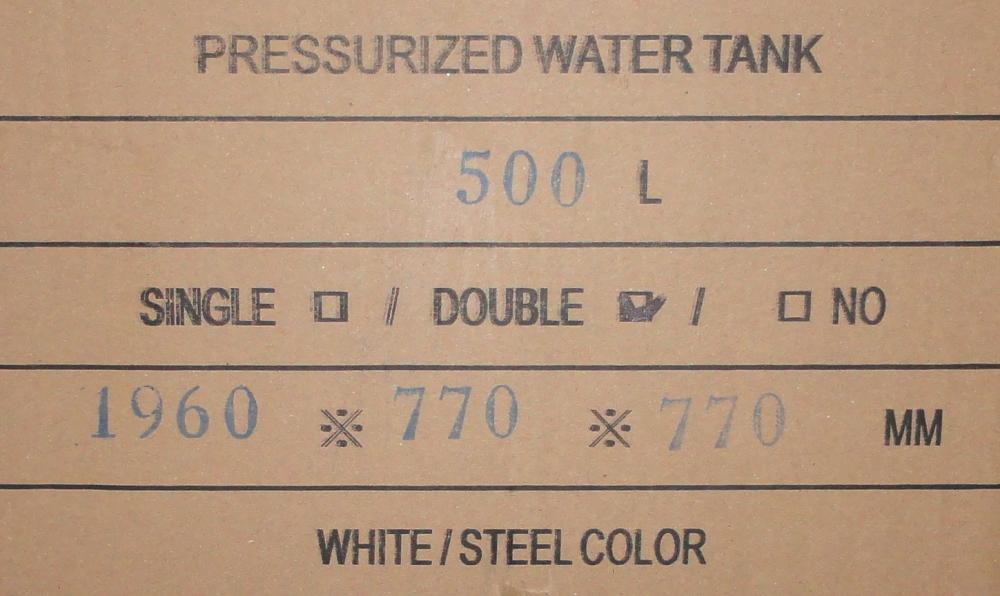 PRESSURIZED WATER TANK
500 L
SINGLE ☐ / DOUBLE ☑ / ☐ NO
1960 ※ 770 ※ 770 MM
WHITE / STEEL COLOR